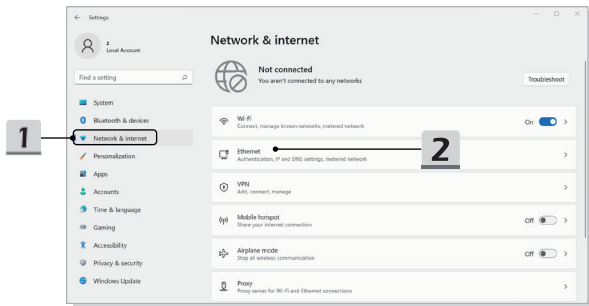 ← Settings
z
Local Account
Find a setting
System
Bluetooth & devices
1
Network & internet
Personalization
Apps
Accounts
Time & language
Gaming
Accessibility
Privacy & security
Windows Update
Network & internet
Not connected
You aren't connected to any networks
Troubleshoot
Wi-Fi
Connect, manage known networks, metered network
On
Ethernet
Authentication, IP and DNS settings, metered network
2
VPN
Add, connect, manage
Mobile hotspot
Share your internet connection
Off
Airplane mode
Stop all wireless communication
Off
Proxy
Proxy server for Wi-Fi and Ethernet connections